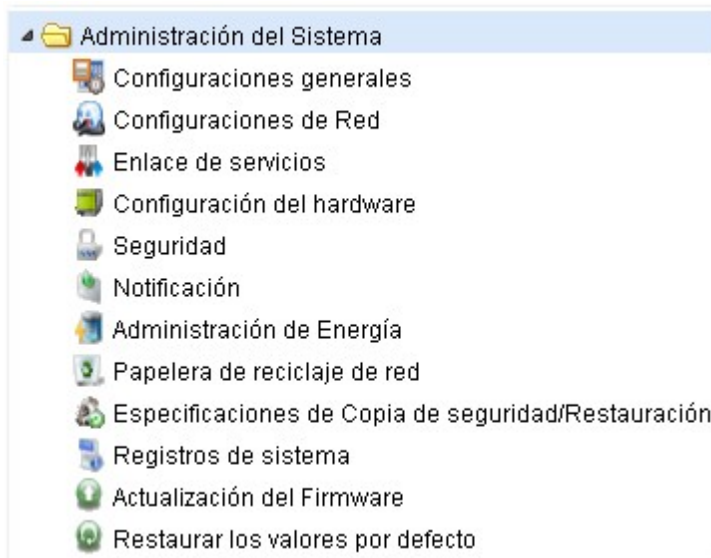 Administración del Sistema
Configuraciones generales
Configuraciones de Red
Enlace de servicios
Configuración del hardware
Seguridad
Notificación
Administración de Energía
Papelera de reciclaje de red
Especificaciones de Copia de seguridad/Restauración
Registros de sistema
Actualización del Firmware
Restaurar los valores por defecto